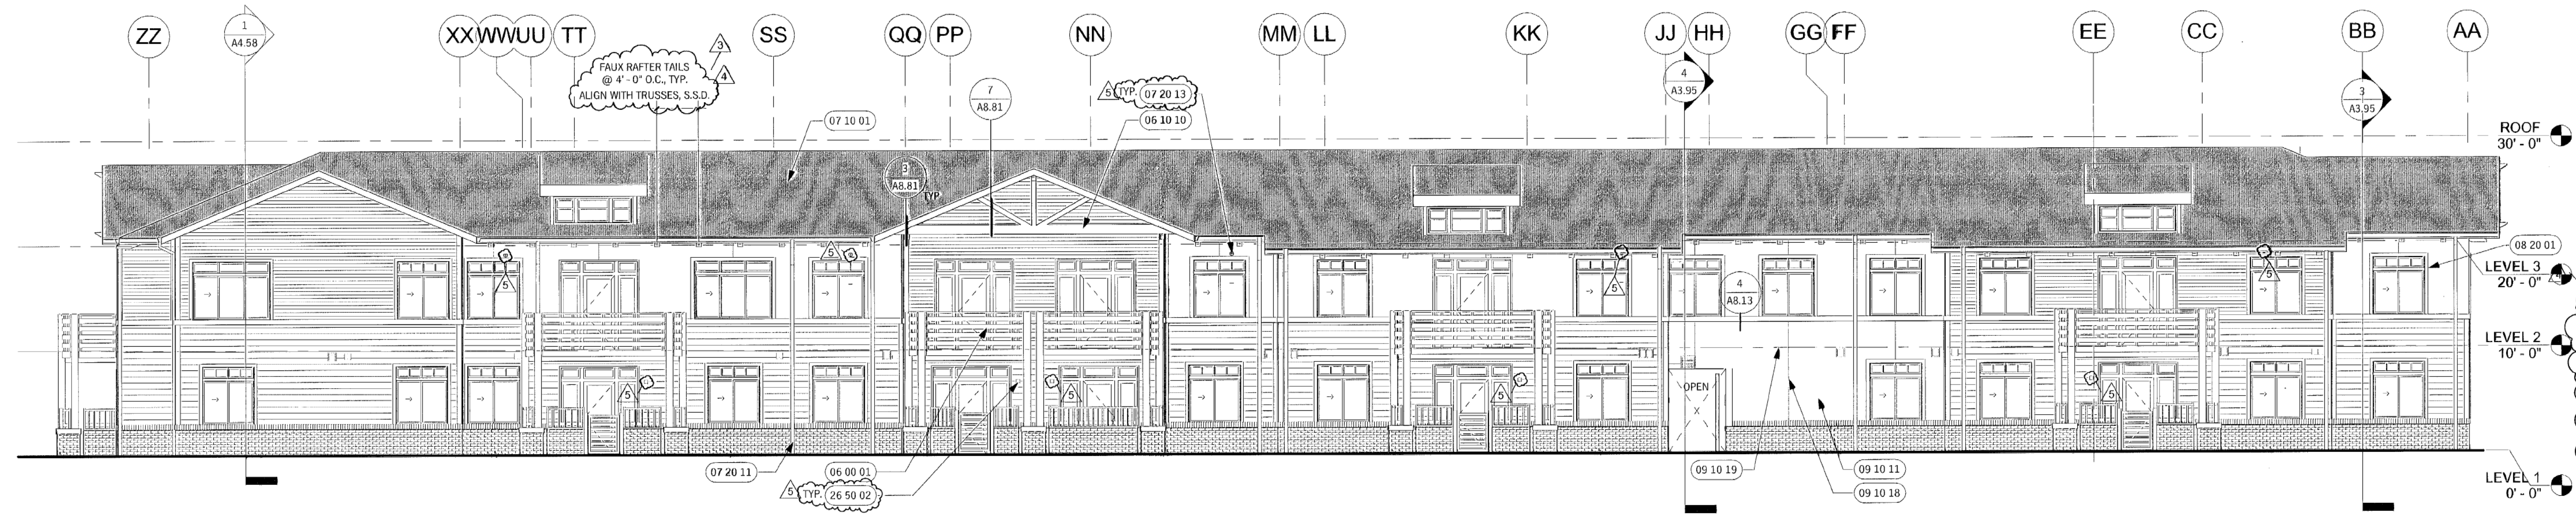 ZZ
1
A4.58
XX
WW
UU
TT
FAUX RAFTER TAILS
@ 4' - 0" O.C., TYP.
ALIGN WITH TRUSSES, S.S.D.
3
4
SS
QQ
PP
NN
MM
LL
KK
JJ
HH
GG
FF
EE
CC
BB
AA
7
A8.81
5
TYP.
07 20 13
06 10 10
07 10 01
4
A3.95
3
A3.95
ROOF
30' - 0"
3
A8.81
TYP
08 20 01
LEVEL 3
20' - 0"
5
5
5
5
4
A8.13
LEVEL 2
10' - 0"
5
5
5
5
OPEN
X
07 20 11
06 00 01
5
TYP.
26 50 02
09 10 19
09 10 11
09 10 18
LEVEL 1
0' - 0"